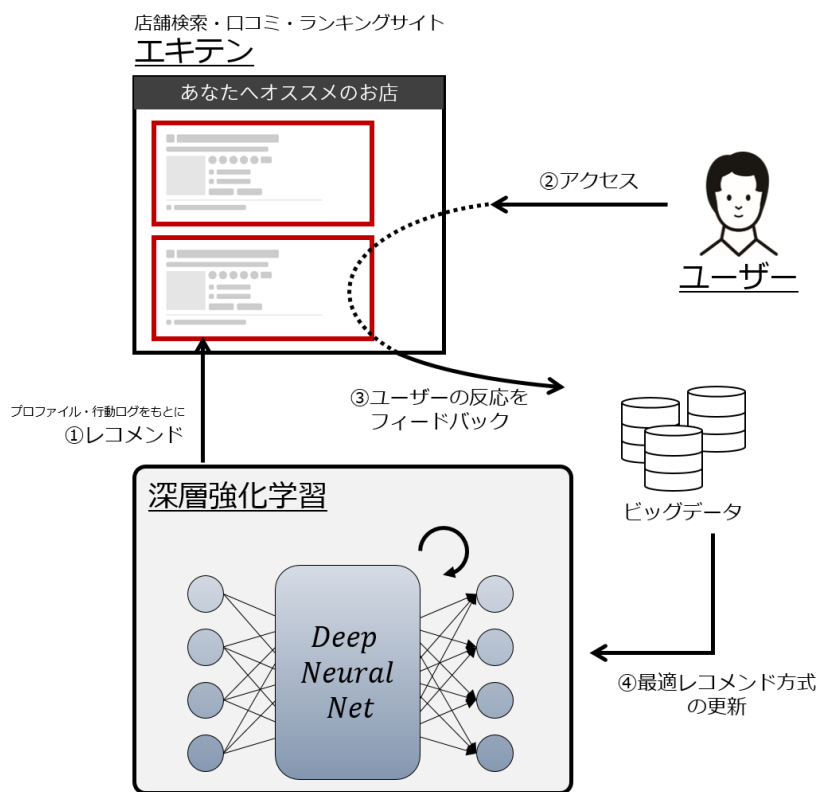 店舗検索・口コミ・ランキングサイト
エキテン
あなたへオススメのお店
②アクセス
ユーザー
③ユーザーの反応を
フィードバック
プロファイル・行動ログをもとに
①レコメンド
ビッグデータ
深層強化学習
Deep
Neural
Net
④最適レコメンド方式
の更新